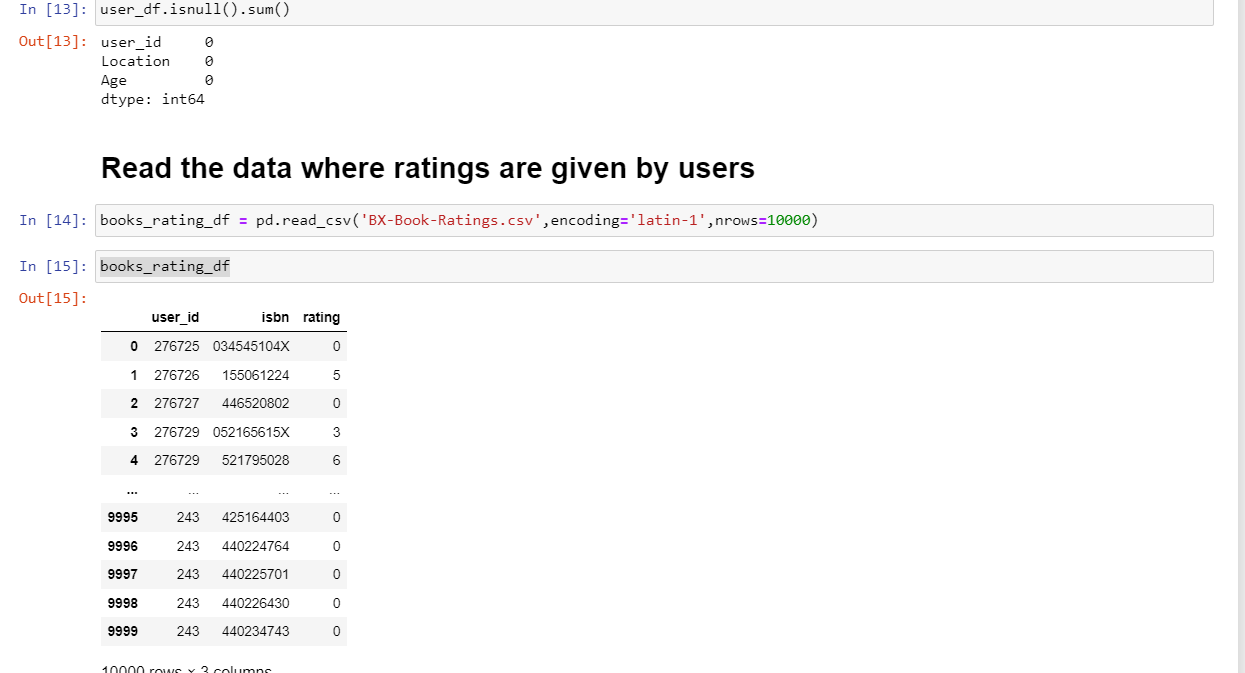 In [13]: user_df.isnull().sum()
Out[13]: user_id 0
Location 0
Age 0
dtype: int64
Read the data where ratings are given by users
In [14]: books_rating_df = pd.read_csv('BX-Book-Ratings.csv',encoding='latin-1',nrows=10000)
In [15]: books_rating_df
Out[15]:
user_id isbn rating
0 276725 034545104X 0
1 276726 155061224 5
2 276727 446520802 0
3 276729 052165615X 3
4 276729 521795028 6
... ... ... ...
9995 243 425164403 0
9996 243 440224764 0
9997 243 440225701 0
9998 243 440226430 0
9999 243 440234743 0
10000 rows × 3 columns